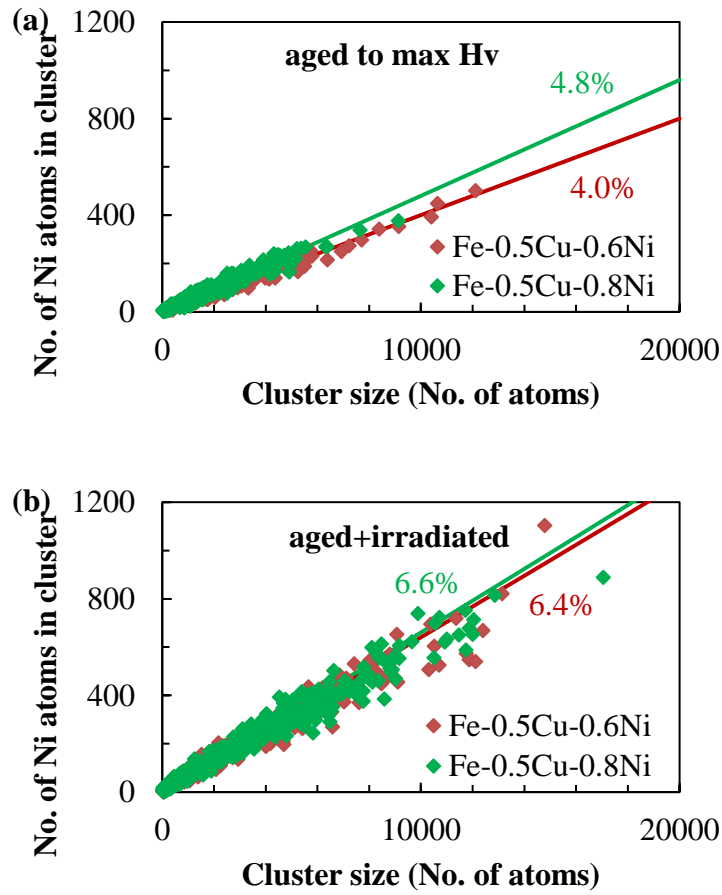 (a)
1200
800
400
0
No. of Ni atoms in cluster
aged to max Hv
4.8%
4.0%
Fe-0.5Cu-0.6Ni
Fe-0.5Cu-0.8Ni
0
10000
20000
Cluster size (No. of atoms)
(b)
1200
800
400
0
No. of Ni atoms in cluster
aged+irradiated
6.6%
6.4%
Fe-0.5Cu-0.6Ni
Fe-0.5Cu-0.8Ni
0
10000
20000
Cluster size (No. of atoms)